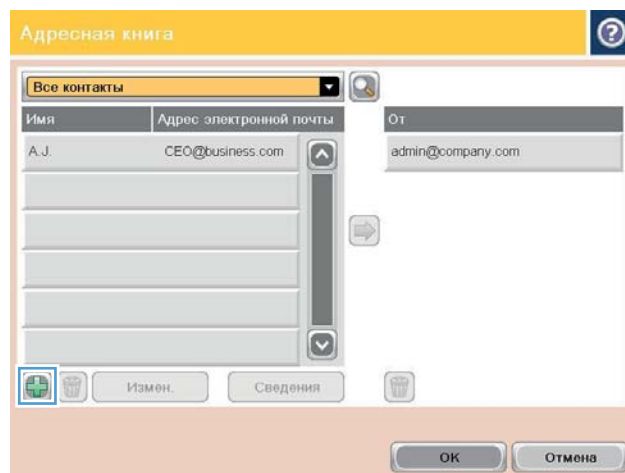 Адресная книга
Все контакты
Имя Адрес электронной почты От
A.J. CEO@business.com admin@company.com
Измен. Сведения
OK Отмена